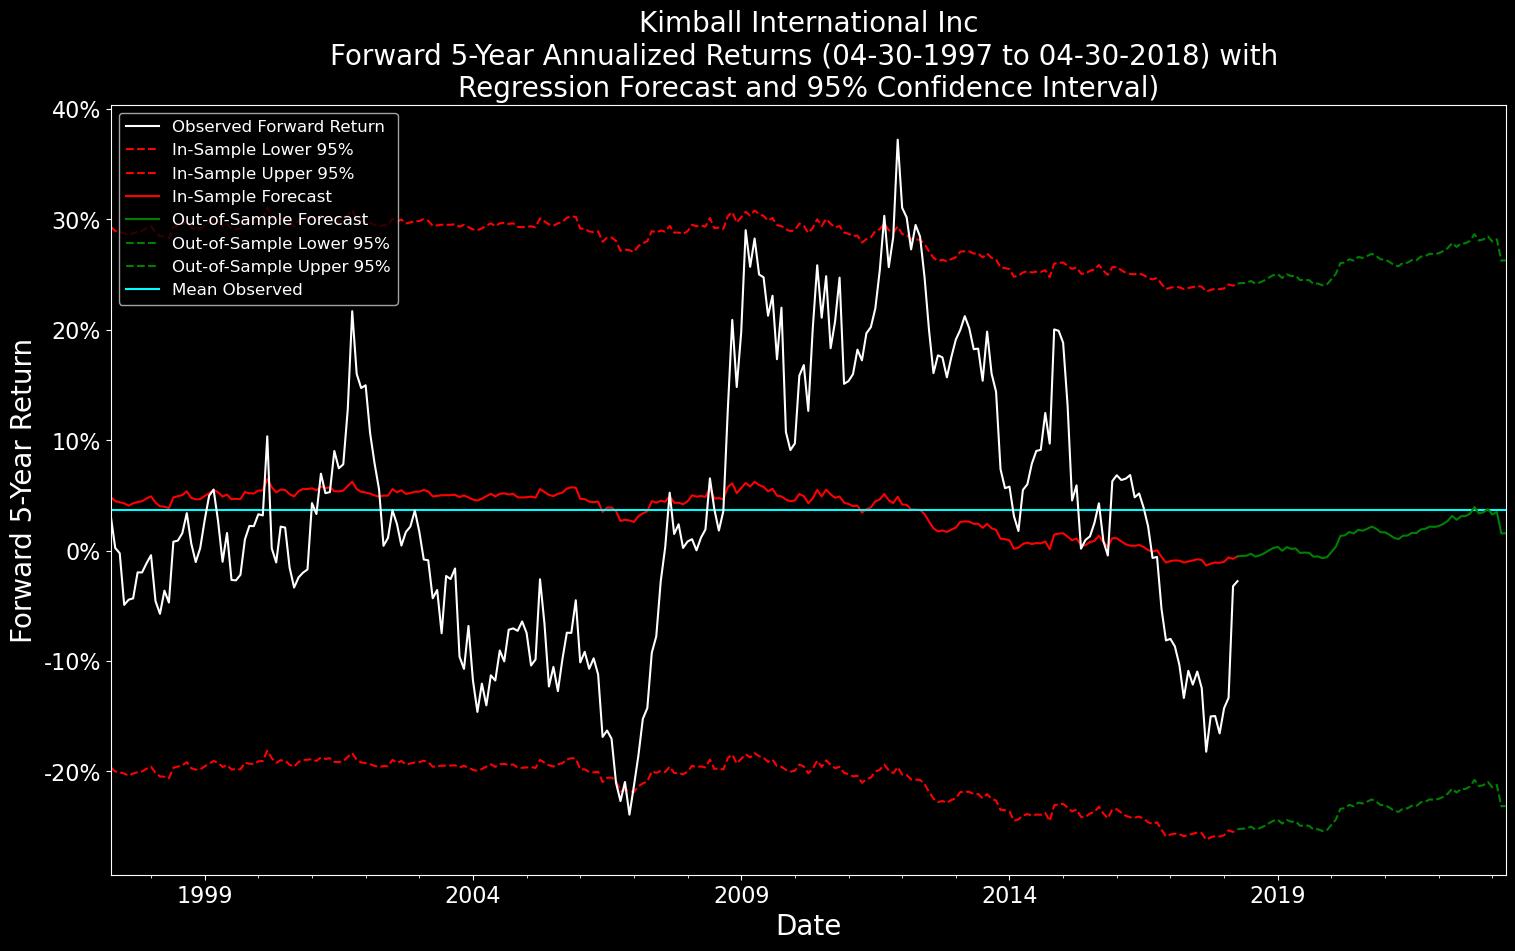 Kimball International Inc
Forward 5-Year Annualized Returns (04-30-1997 to 04-30-2018) with
Regression Forecast and 95% Confidence Interval)
Forward 5-Year Return
40%
30%
20%
10%
0%
-10%
-20%
Observed Forward Return
In-Sample Lower 95%
In-Sample Upper 95%
In-Sample Forecast
Out-of-Sample Forecast
Out-of-Sample Lower 95%
Out-of-Sample Upper 95%
Mean Observed
1999 2004 2009 2014 2019
Date